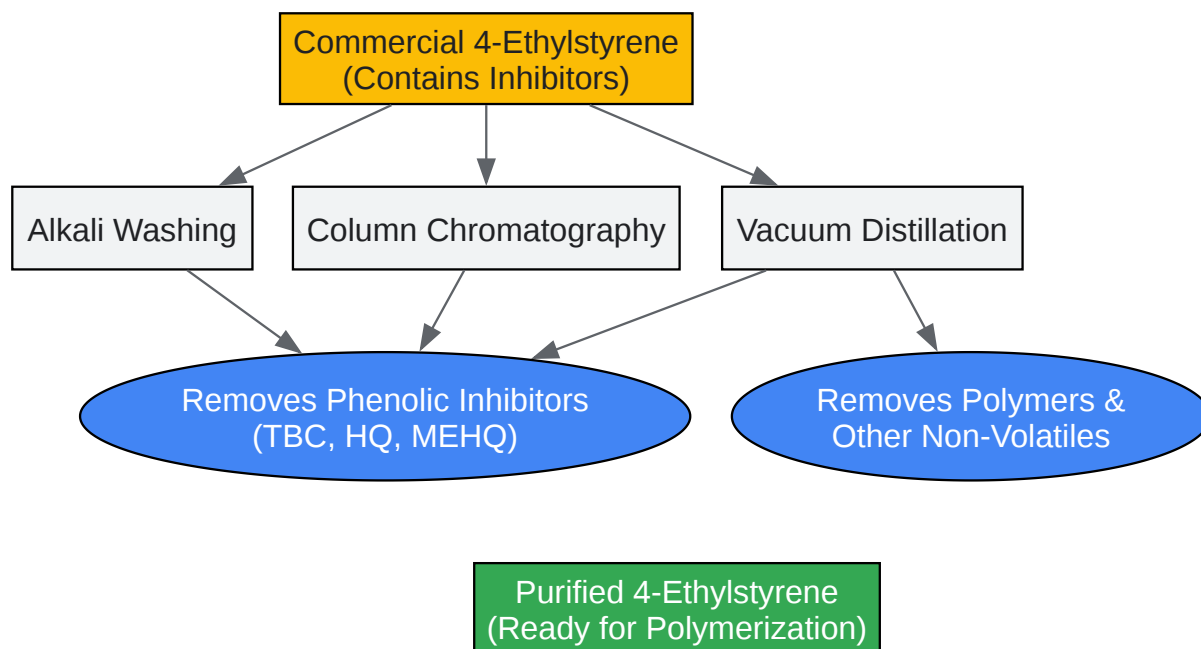 Commercial 4-Ethylstyrene
(Contains Inhibitors)
Alkali Washing
Column Chromatography
Vacuum Distillation
Removes Phenolic Inhibitors
(TBC, HQ, MEHQ)
Removes Polymers &
Other Non-Volatiles
Purified 4-Ethylstyrene
(Ready for Polymerization)